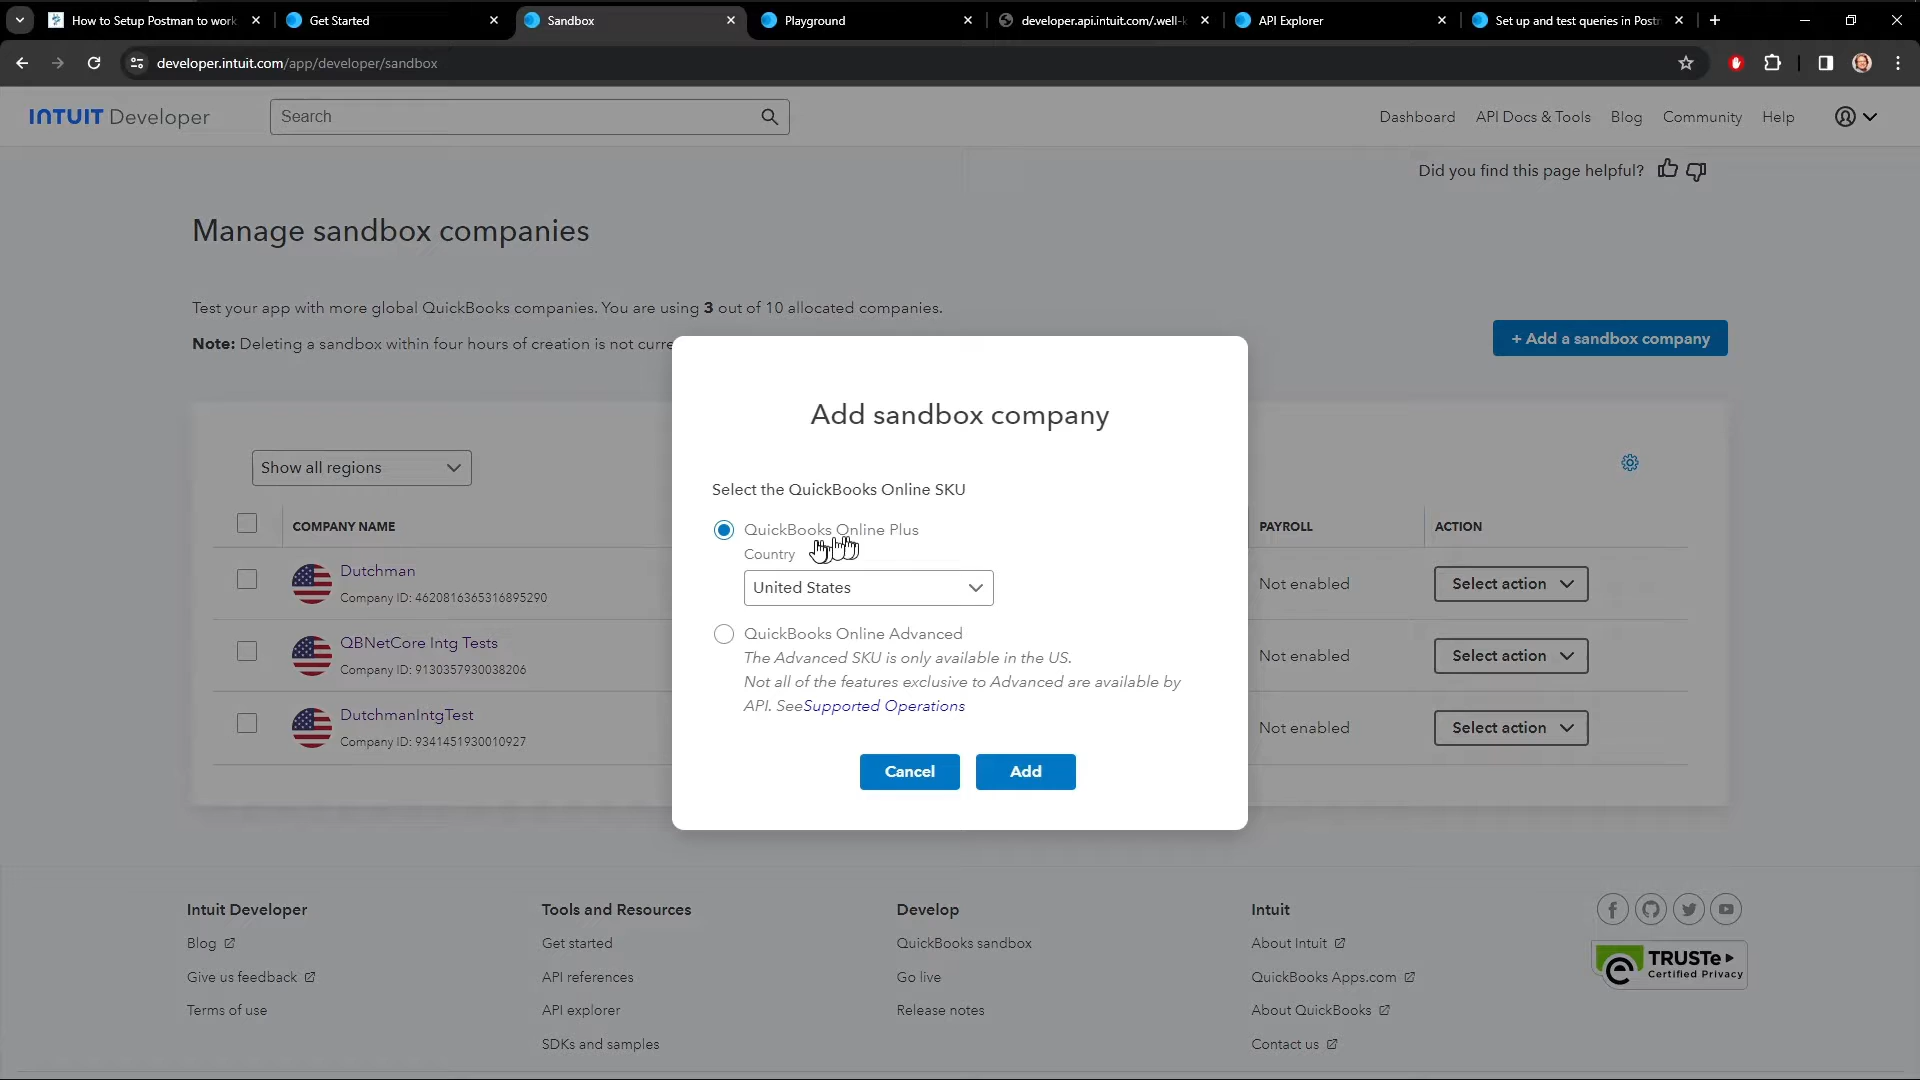 How to Setup Postman to work
Get Started
Sandbox
Playground
developer.api.intuit.com/.well-k
API Explorer
Set up and test queries in Postm
developer.intuit.com/app/developer/sandbox
INTUIT Developer
Search
Dashboard
API Docs & Tools
Blog
Community
Help
Did you find this page helpful?
Manage sandbox companies
Test your app with more global QuickBooks companies. You are using 3 out of 10 allocated companies.
Note: Deleting a sandbox within four hours of creation is not curre
+ Add a sandbox company
Show all regions
COMPANY NAME
PAYROLL
ACTION
Dutchman
Company ID: 4620816365316895290
Not enabled
Select action
QBNetCore Intg Tests
Company ID: 9130357930038206
Not enabled
Select action
DutchmanIntgTest
Company ID: 9341451930010927
Not enabled
Select action
Add sandbox company
Select the QuickBooks Online SKU
QuickBooks Online Plus
Country
United States
QuickBooks Online Advanced
The Advanced SKU is only available in the US.
Not all of the features exclusive to Advanced are available by
API. SeeSupported Operations
Cancel
Add
Intuit Developer
Blog
Give us feedback
Terms of use
Tools and Resources
Get started
API references
API explorer
SDKs and samples
Develop
QuickBooks sandbox
Go live
Release notes
Intuit
About Intuit
QuickBooks Apps.com
About QuickBooks
Contact us
TRUSTe
Certified Privacy